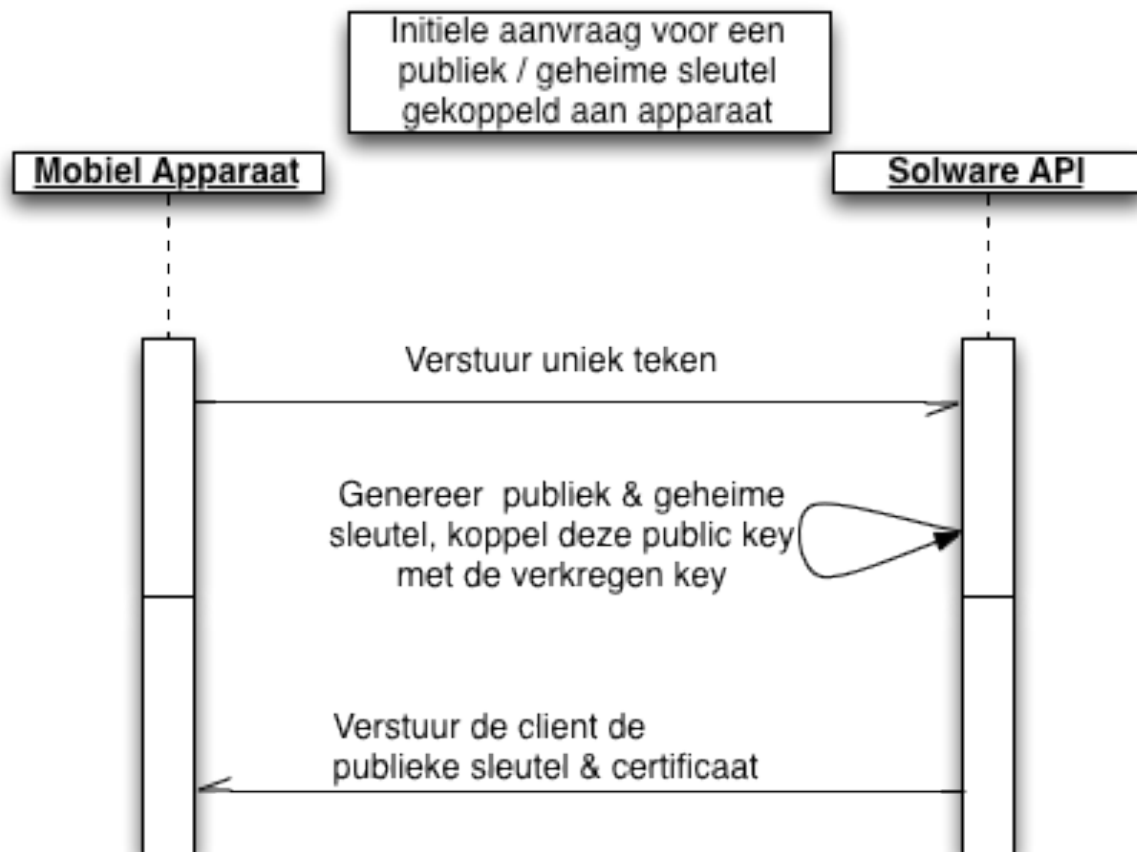 Initiele aanvraag voor een
publiek / geheime sleutel
gekoppeld aan apparaat
Mobiel Apparaat
Solware API
Verstuur uniek teken
Genereer publiek & geheime
sleutel, koppel deze public key
met de verkregen key
Verstuur de client de
publieke sleutel & certificaat